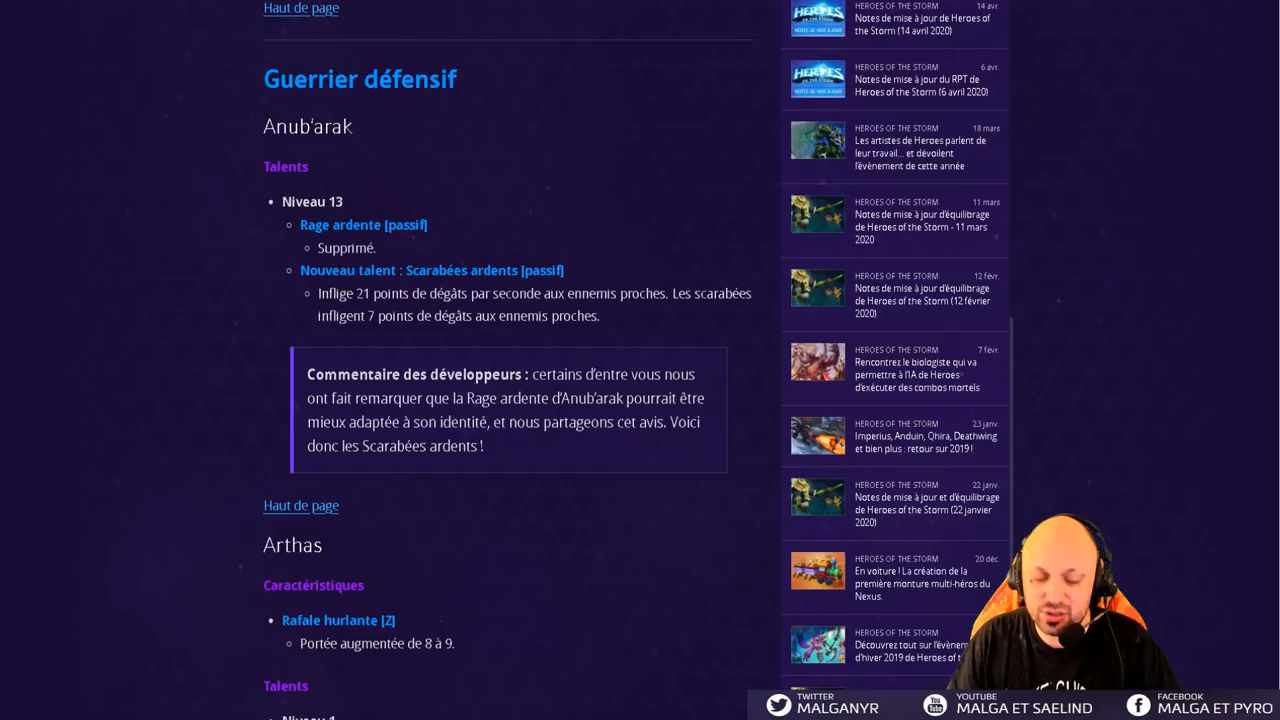 Haut de page
Guerrier défensif
Anub'arak
Talents
Niveau 13
Rage ardente [passif]
Supprimé.
Nouveau talent : Scarabées ardents [passif]
Inflige 21 points de dégâts par seconde aux ennemis proches. Les scarabées
infligent 7 points de dégâts aux ennemis proches.
Commentaire des développeurs : certains d'entre vous nous
ont fait remarquer que la Rage ardente d'Anub'arak pourrait être
mieux adaptée à son identité, et nous partageons cet avis. Voici
donc les Scarabées ardents !
Haut de page
Arthas
Caractéristiques
Rafale hurlante [Z]
Portée augmentée de 8 à 9.
Talents
HEROES OF THE STORM 14 avr.
Notes de mise à jour de Heroes of
the Storm (14 avril 2020)
HEROES OF THE STORM 6 avr.
Notes de mise à jour du RPT de
Heroes of the Storm (6 avril 2020)
HEROES OF THE STORM 18 mars
Les artistes de Heroes parlent de
leur travail... et dévoilent
l'évènement de cette année
HEROES OF THE STORM 11 mars
Notes de mise à jour d'équilibrage
de Heroes of the Storm - 11 mars
2020
HEROES OF THE STORM 12 févr.
Notes de mise à jour d'équilibrage
de Heroes of the Storm (12 février
2020)
HEROES OF THE STORM 7 févr.
Rencontrez le biologiste qui va
permettre à l'IA de Heroes
d'exécuter des combos mortels
HEROES OF THE STORM 23 janv.
Imperius, Anduin, Qhira, Deathwing
et bien plus : retour sur 2019 !
HEROES OF THE STORM 22 janv.
Notes de mise à jour et d'équilibrage
de Heroes of the Storm (22 janvier
2020)
HEROES OF THE STORM 20 déc.
En voiture ! La création de la
première monture multi-héros du
Nexus.
HEROES OF THE STORM
Découvrez tout sur l'évènem
d'hiver 2019 de Heroes of t
HEROES
NOTES DE MISE À JOUR
HEROES
OF THE STORM
NOTES DE MISE À JOUR
TWITTER
MALGANYR
YOUTUBE
MALGA ET SAELIND
FACEBOOK
MALGA ET PYRO